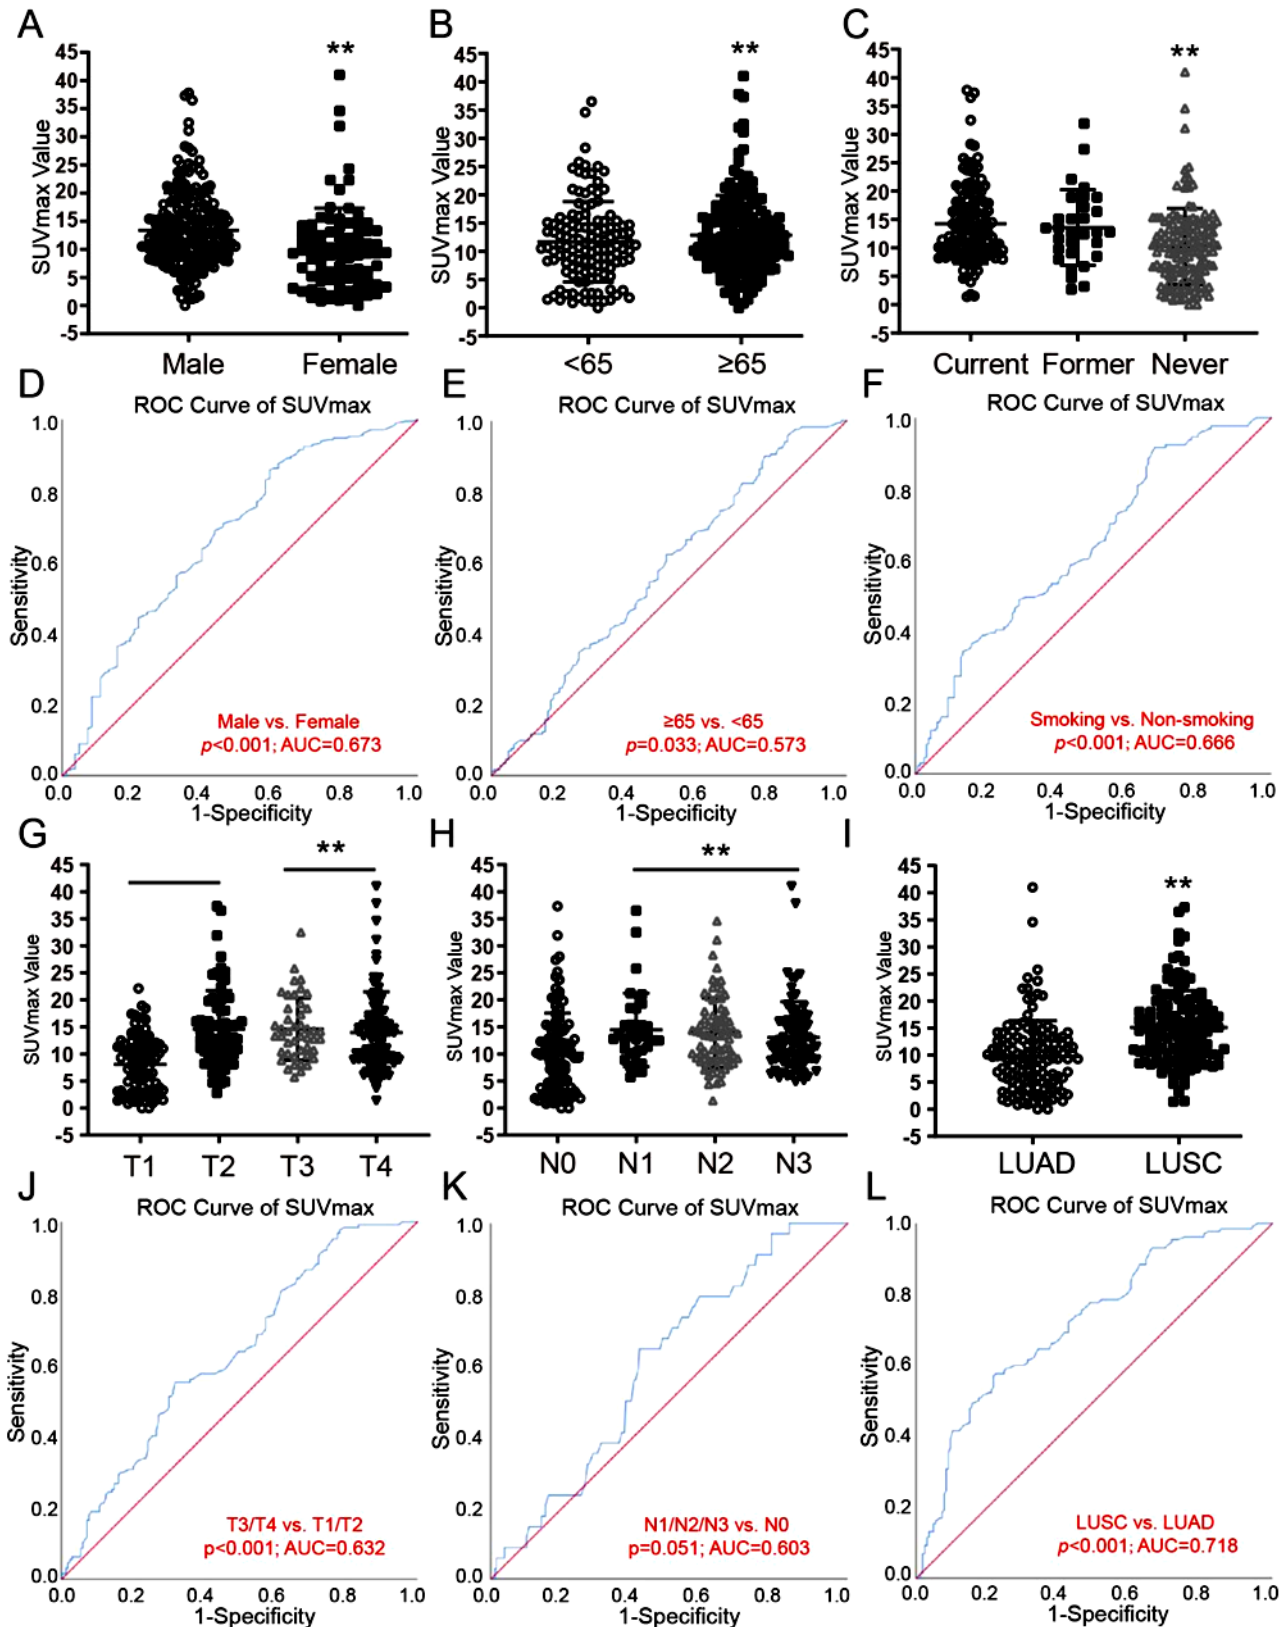 A
B
C
SUVmax Value
45
40
35
30
25
20
15
10
5
0
-5
**
Male
Female
SUVmax Value
45
40
35
30
25
20
15
10
5
0
-5
**
<65
≥65
SUVmax Value
45
40
35
30
25
20
15
10
5
0
-5
**
Current
Former
Never
D
ROC Curve of SUVmax
Sensitivity
1.0
0.8
0.6
0.4
0.2
0.0
Male vs. Female
p<0.001; AUC=0.673
0.0 0.2 0.4 0.6 0.8 1.0
1-Specificity
E
ROC Curve of SUVmax
Sensitivity
1.0
0.8
0.6
0.4
0.2
0.0
≥65 vs. <65
p=0.033; AUC=0.573
0.0 0.2 0.4 0.6 0.8 1.0
1-Specificity
F
ROC Curve of SUVmax
Sensitivity
1.0
0.8
0.6
0.4
0.2
0.0
Smoking vs. Non-smoking
p<0.001; AUC=0.666
0.0 0.2 0.4 0.6 0.8 1.0
1-Specificity
G
SUVmax Value
45
40
35
30
25
20
15
10
5
0
-5
**
T1 T2 T3 T4
H
SUVmax Value
45
40
35
30
25
20
15
10
5
0
-5
**
N0 N1 N2 N3
I
SUVmax Value
45
40
35
30
25
20
15
10
5
0
-5
**
LUAD
LUSC
J
ROC Curve of SUVmax
Sensitivity
1.0
0.8
0.6
0.4
0.2
0.0
T3/T4 vs. T1/T2
p<0.001; AUC=0.632
0.0 0.2 0.4 0.6 0.8 1.0
1-Specificity
K
ROC Curve of SUVmax
Sensitivity
1.0
0.8
0.6
0.4
0.2
0.0
N1/N2/N3 vs. N0
p=0.051; AUC=0.603
0.0 0.2 0.4 0.6 0.8 1.0
1-Specificity
L
ROC Curve of SUVmax
Sensitivity
1.0
0.8
0.6
0.4
0.2
0.0
LUSC vs. LUAD
p<0.001; AUC=0.718
0.0 0.2 0.4 0.6 0.8 1.0
1-Specificity